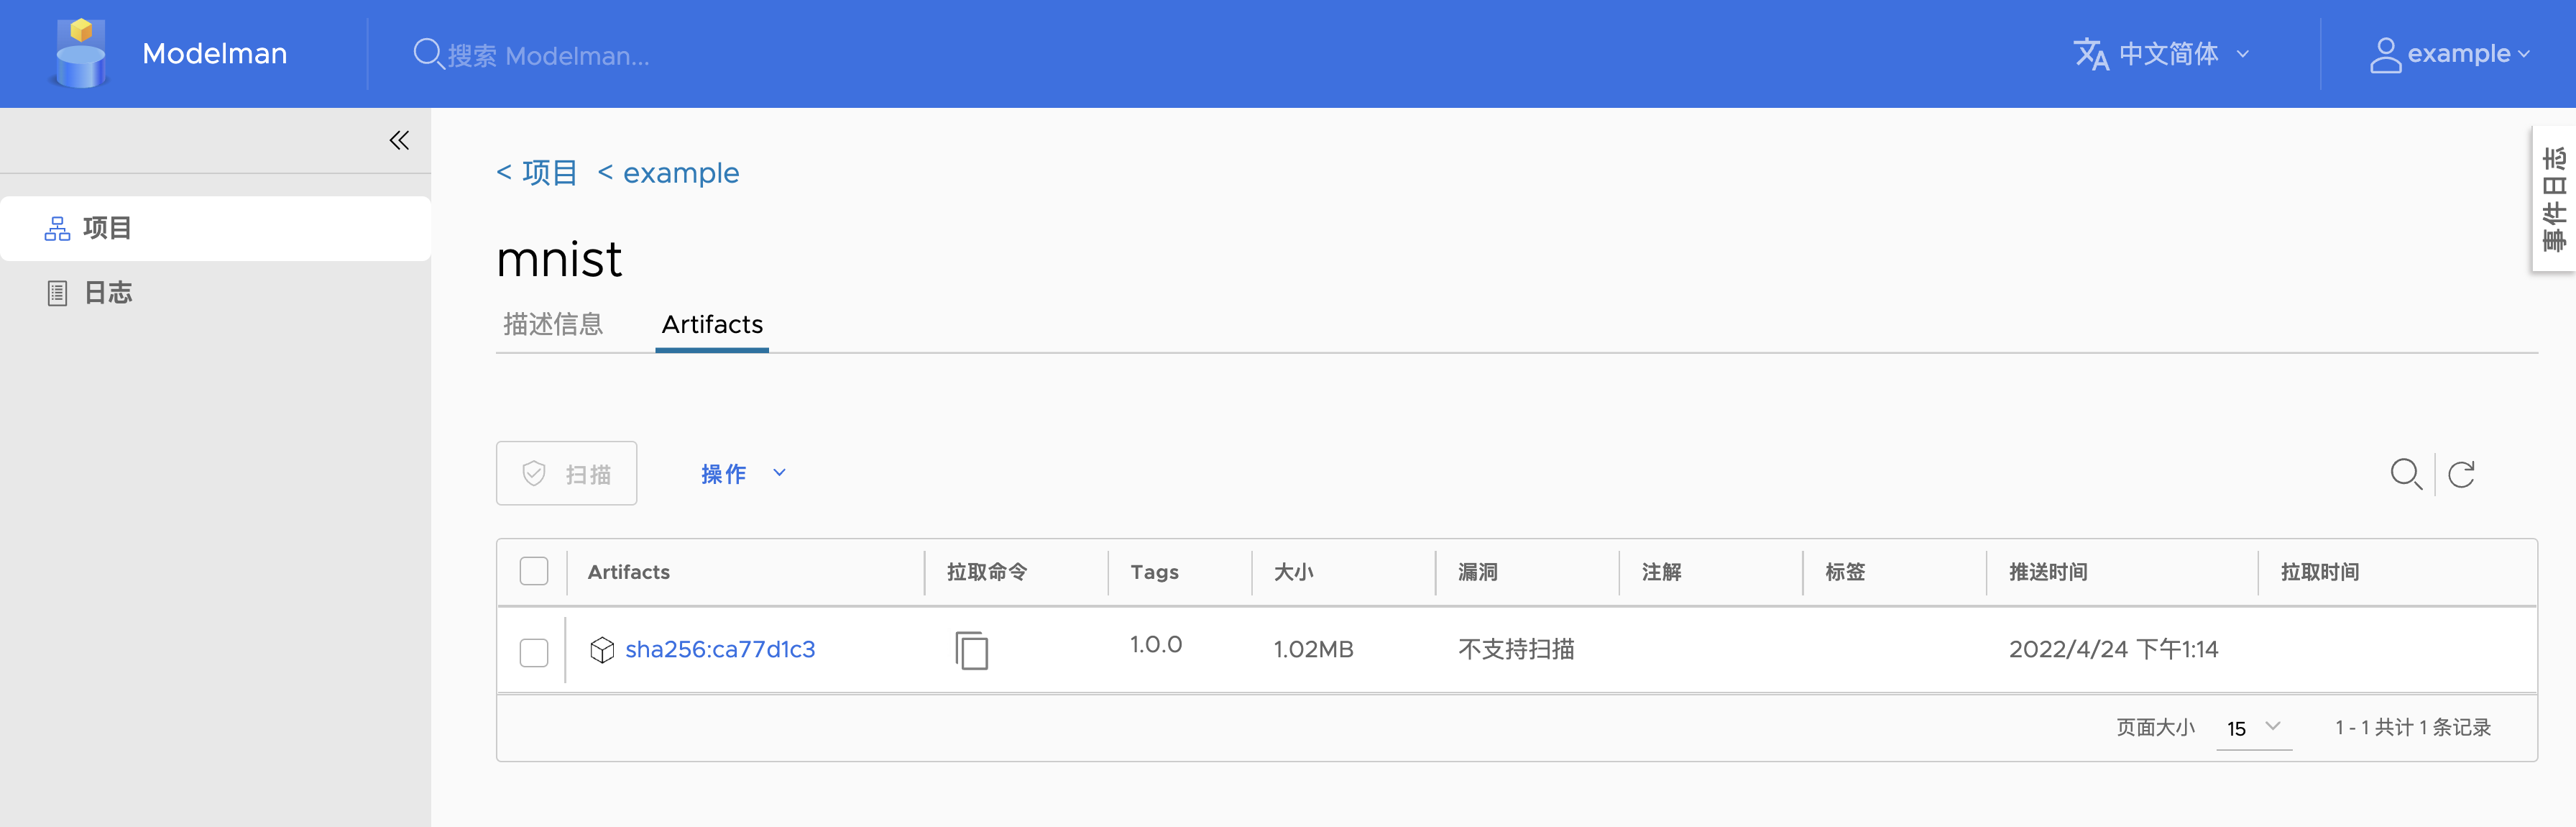 Modelman
搜索 Modelman...
中文简体
example
事件日志
< 项目 < example
项目
日志
mnist
描述信息 Artifacts
扫描 操作
Artifacts 拉取命令 Tags 大小 漏洞 注解 标签 推送时间 拉取时间
sha256:ca77d1c3 1.0.0 1.02MB 不支持扫描 2022/4/24 下午1:14
页面大小 15 1 - 1 共计 1 条记录